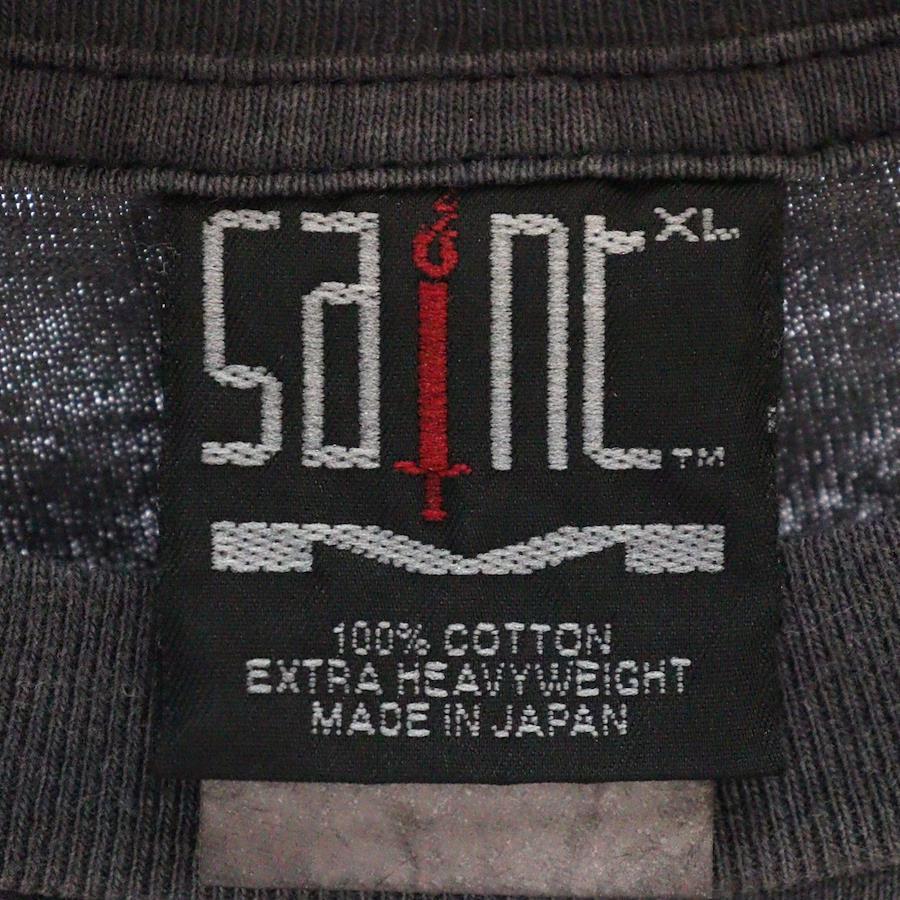 saint XL
TM
100% COTTON
EXTRA HEAVYWEIGHT
MADE IN JAPAN